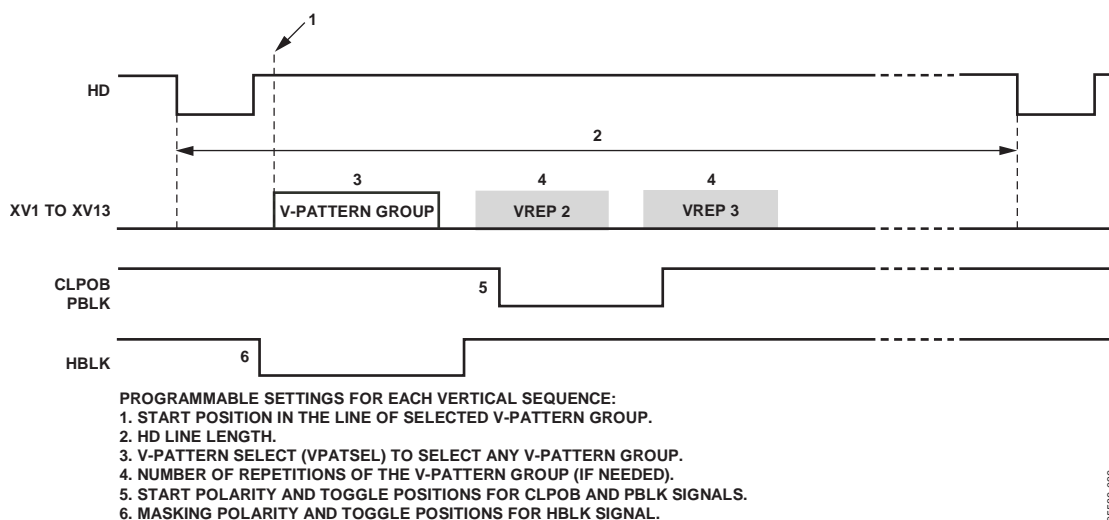 1
HD
2
3
4
4
XV1 TO XV13
V-PATTERN GROUP
VREP 2
VREP 3
CLPOB
PBLK
5
HBLK
6
PROGRAMMABLE SETTINGS FOR EACH VERTICAL SEQUENCE:
1. START POSITION IN THE LINE OF SELECTED V-PATTERN GROUP.
2. HD LINE LENGTH.
3. V-PATTERN SELECT (VPATSEL) TO SELECT ANY V-PATTERN GROUP.
4. NUMBER OF REPETITIONS OF THE V-PATTERN GROUP (IF NEEDED).
5. START POLARITY AND TOGGLE POSITIONS FOR CLPOB AND PBLK SIGNALS.
6. MASKING POLARITY AND TOGGLE POSITIONS FOR HBLK SIGNAL.